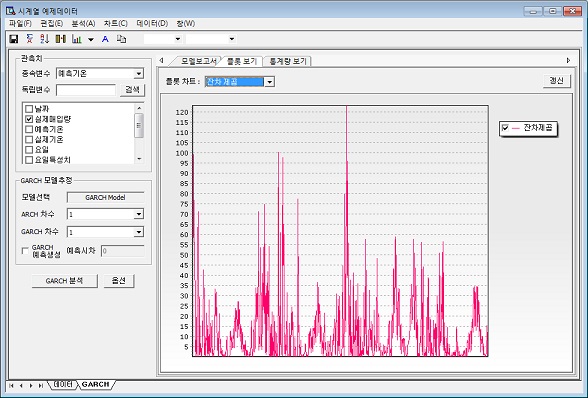 시계열 예제데이터
파일(F) 편집(E) 분석(A) 차트(C) 데이터(D) 창(W)
관측치
종속변수 예측기온
독립변수 검색
날짜
실제매입량
예측기온
실제기온
요일
요일특성치
GARCH 모델추정
모델선택 GARCH Model
ARCH 차수 1
GARCH 차수 1
GARCH 예측생성 예측시차 0
GARCH 분석 옵션
모델보고서 플롯 보기 통계량 보기
플롯 차트 : 잔차제곱 갱신
120
115
110
105
100
95
90
85
80
75
70
65
60
55
50
45
40
35
30
25
20
15
10
5
잔차제곱
데이터 GARCH